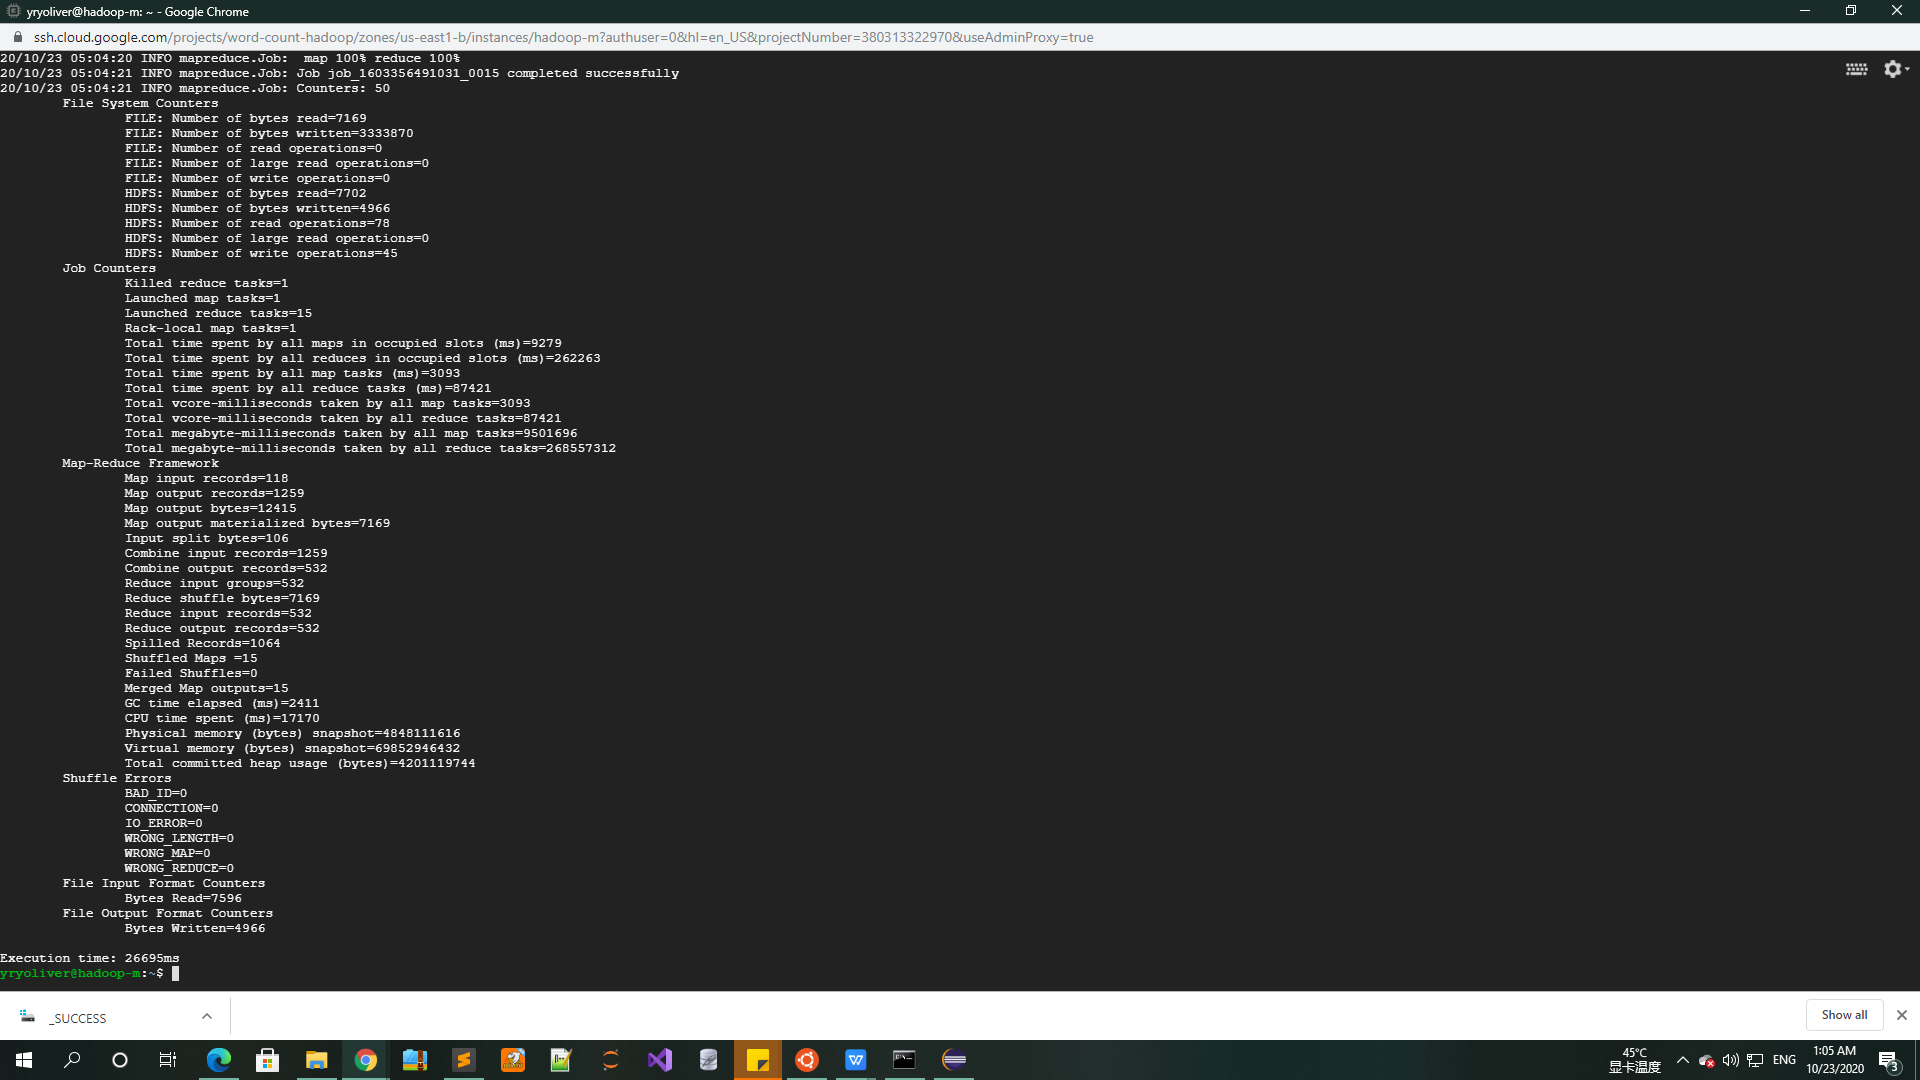 yryoliver@hadoop-m: ~ - Google Chrome
ssh.cloud.google.com/projects/word-count-hadoop/zones/us-east1-b/instances/hadoop-m?authuser=0&hl=en_US&projectNumber=380313322970&useAdminProxy=true
20/10/23 05:04:20 INFO mapreduce.Job:  map 100% reduce 100%
20/10/23 05:04:21 INFO mapreduce.Job: Job job_1603356491031_0015 completed successfully
20/10/23 05:04:21 INFO mapreduce.Job: Counters: 50
File System Counters
FILE: Number of bytes read=7169
FILE: Number of bytes written=3333870
FILE: Number of read operations=0
FILE: Number of large read operations=0
FILE: Number of write operations=0
HDFS: Number of bytes read=7702
HDFS: Number of bytes written=4966
HDFS: Number of read operations=78
HDFS: Number of large read operations=0
HDFS: Number of write operations=45
Job Counters
Killed reduce tasks=1
Launched map tasks=1
Launched reduce tasks=15
Rack-local map tasks=1
Total time spent by all maps in occupied slots (ms)=9279
Total time spent by all reduces in occupied slots (ms)=262263
Total time spent by all map tasks (ms)=3093
Total time spent by all reduce tasks (ms)=87421
Total vcore-milliseconds taken by all map tasks=3093
Total vcore-milliseconds taken by all reduce tasks=87421
Total megabyte-milliseconds taken by all map tasks=9501696
Total megabyte-milliseconds taken by all reduce tasks=268557312
Map-Reduce Framework
Map input records=118
Map output records=1259
Map output bytes=12415
Map output materialized bytes=7169
Input split bytes=106
Combine input records=1259
Combine output records=532
Reduce input groups=532
Reduce shuffle bytes=7169
Reduce input records=532
Reduce output records=532
Spilled Records=1064
Shuffled Maps =15
Failed Shuffles=0
Merged Map outputs=15
GC time elapsed (ms)=2411
CPU time spent (ms)=17170
Physical memory (bytes) snapshot=4848111616
Virtual memory (bytes) snapshot=69852946432
Total committed heap usage (bytes)=4201119744
Shuffle Errors
BAD_ID=0
CONNECTION=0
IO_ERROR=0
WRONG_LENGTH=0
WRONG_MAP=0
WRONG_REDUCE=0
File Input Format Counters
Bytes Read=7596
File Output Format Counters
Bytes Written=4966
Execution time: 26695ms
yryoliver@hadoop-m:~$
_SUCCESS
Show all
45°C
显卡温度
ENG
1:05 AM
10/23/2020
3